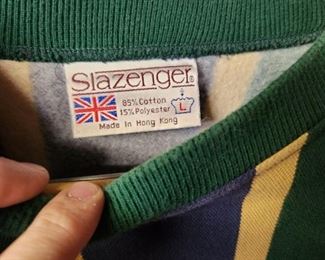 Slazenger®
85% Cotton
15% Polyester
L
Made in Hong Kong